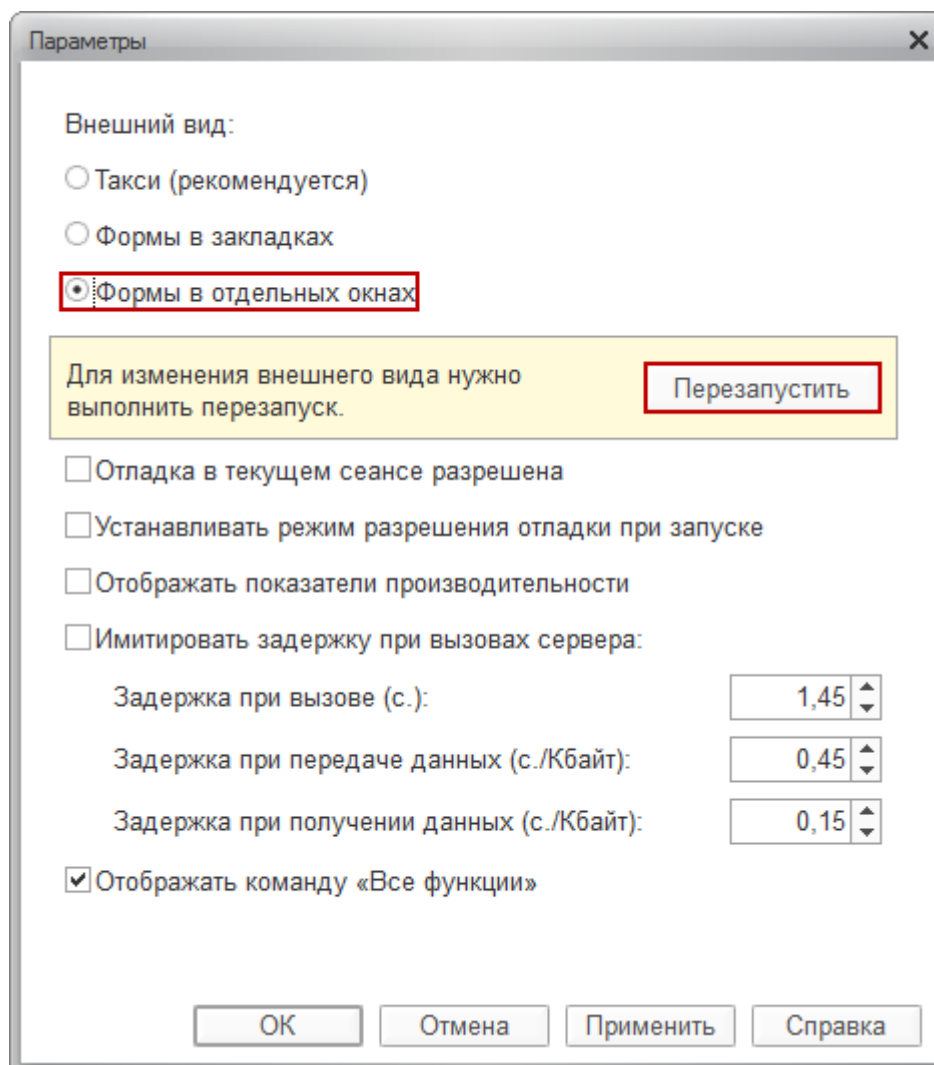 Параметры
Внешний вид:
Такси (рекомендуется)
Формы в закладках
Формы в отдельных окнах
Для изменения внешнего вида нужно
выполнить перезапуск.
Перезапустить
Отладка в текущем сеансе разрешена
Устанавливать режим разрешения отладки при запуске
Отображать показатели производительности
Имитировать задержку при вызовах сервера:
Задержка при вызове (с.): 1,45
Задержка при передаче данных (с./Кбайт): 0,45
Задержка при получении данных (с./Кбайт): 0,15
Отображать команду «Все функции»
ОК Отмена Применить Справка